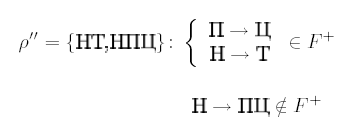 ρ′′ = {НТ,НПЦ}: { П → Ц
Н → Т ∈ F⁺
Н → ПЦ ∉ F⁺